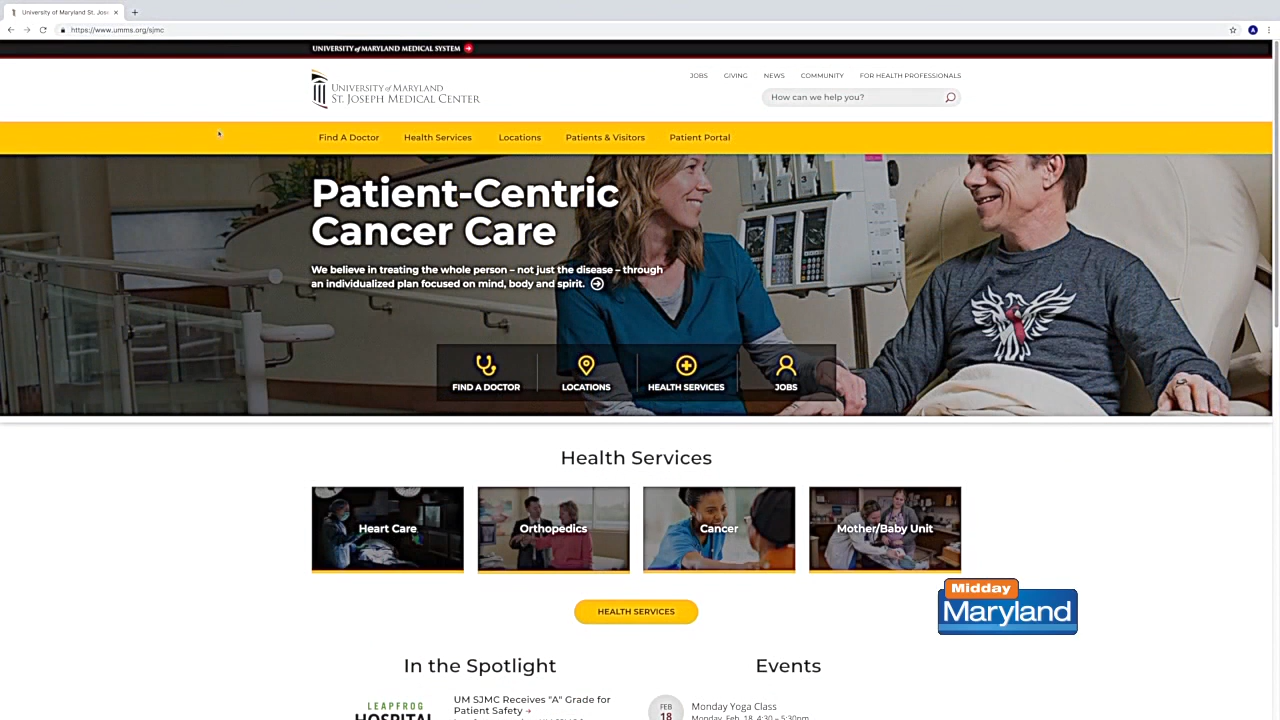 University of Maryland St. Jose
https://www.umms.org/sjmc
A
UNIVERSITY of MARYLAND MEDICAL SYSTEM
JOBS GIVING NEWS COMMUNITY FOR HEALTH PROFESSIONALS
UNIVERSITY of MARYLAND
ST. JOSEPH MEDICAL CENTER
How can we help you?
Find A Doctor Health Services Locations Patients & Visitors Patient Portal
Patient-Centric
Cancer Care
We believe in treating the whole person – not just the disease – through
an individualized plan focused on mind, body and spirit.
FIND A DOCTOR LOCATIONS HEALTH SERVICES JOBS
Health Services
Heart Care Orthopedics Cancer Mother/Baby Unit
HEALTH SERVICES
Midday
Maryland
In the Spotlight Events
LEAPFROG
HOSPITAL
UM SJMC Receives "A" Grade for
Patient Safety
FEB
18
Monday Yoga Class
Monday, Feb. 18, 4:30 – 5:30pm